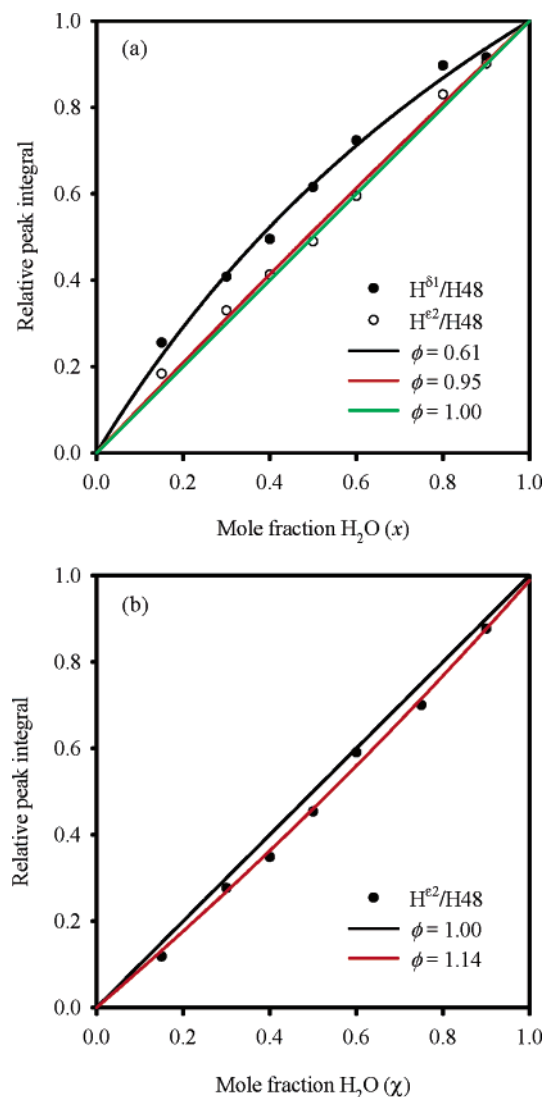 (a)
1.0
0.8
0.6
0.4
0.2
0.0
Relative peak integral
H^δ1/H48
H^ε2/H48
ϕ = 0.61
ϕ = 0.95
ϕ = 1.00
0.0 0.2 0.4 0.6 0.8 1.0
Mole fraction H₂O (x)
(b)
1.0
0.8
0.6
0.4
0.2
0.0
Relative peak integral
H^ε2/H48
ϕ = 1.00
ϕ = 1.14
0.0 0.2 0.4 0.6 0.8 1.0
Mole fraction H₂O (χ)